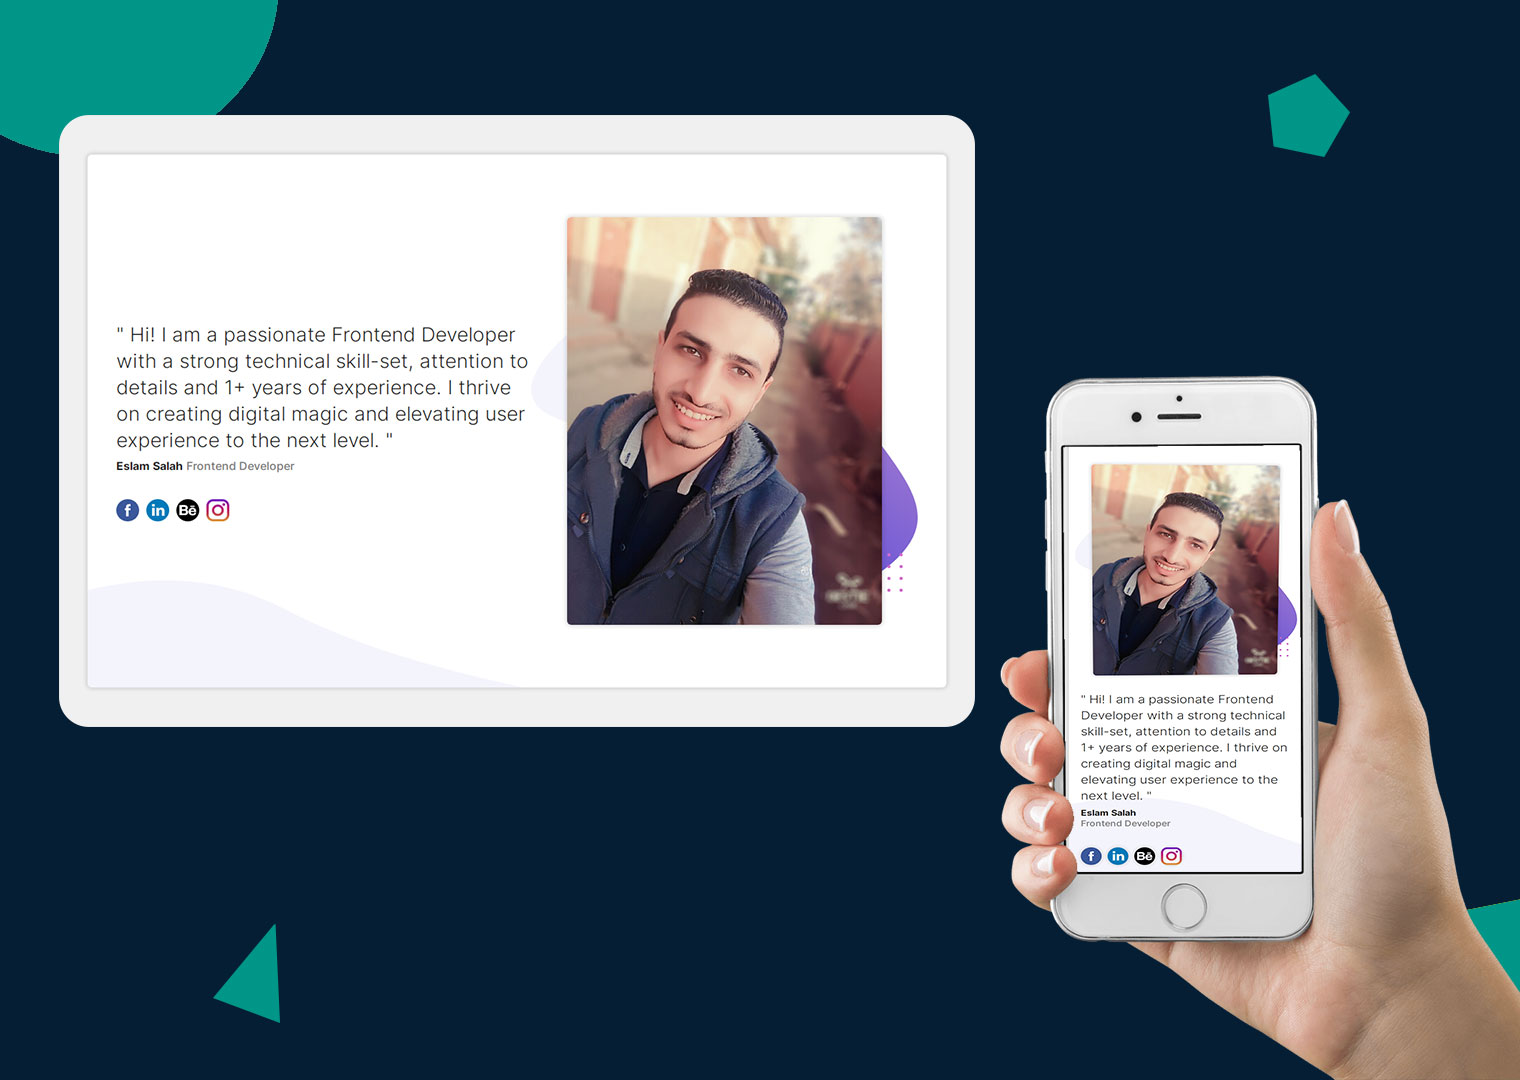 " Hi! I am a passionate Frontend Developer
with a strong technical skill-set, attention to
details and 1+ years of experience. I thrive
on creating digital magic and elevating user
experience to the next level. "
Eslam Salah Frontend Developer
f in Bē
" Hi! I am a passionate Frontend
Developer with a strong technical
skill-set, attention to details and
1+ years of experience. I thrive on
creating digital magic and
elevating user experience to the
next level. "
Eslam Salah
Frontend Developer
f in Bē